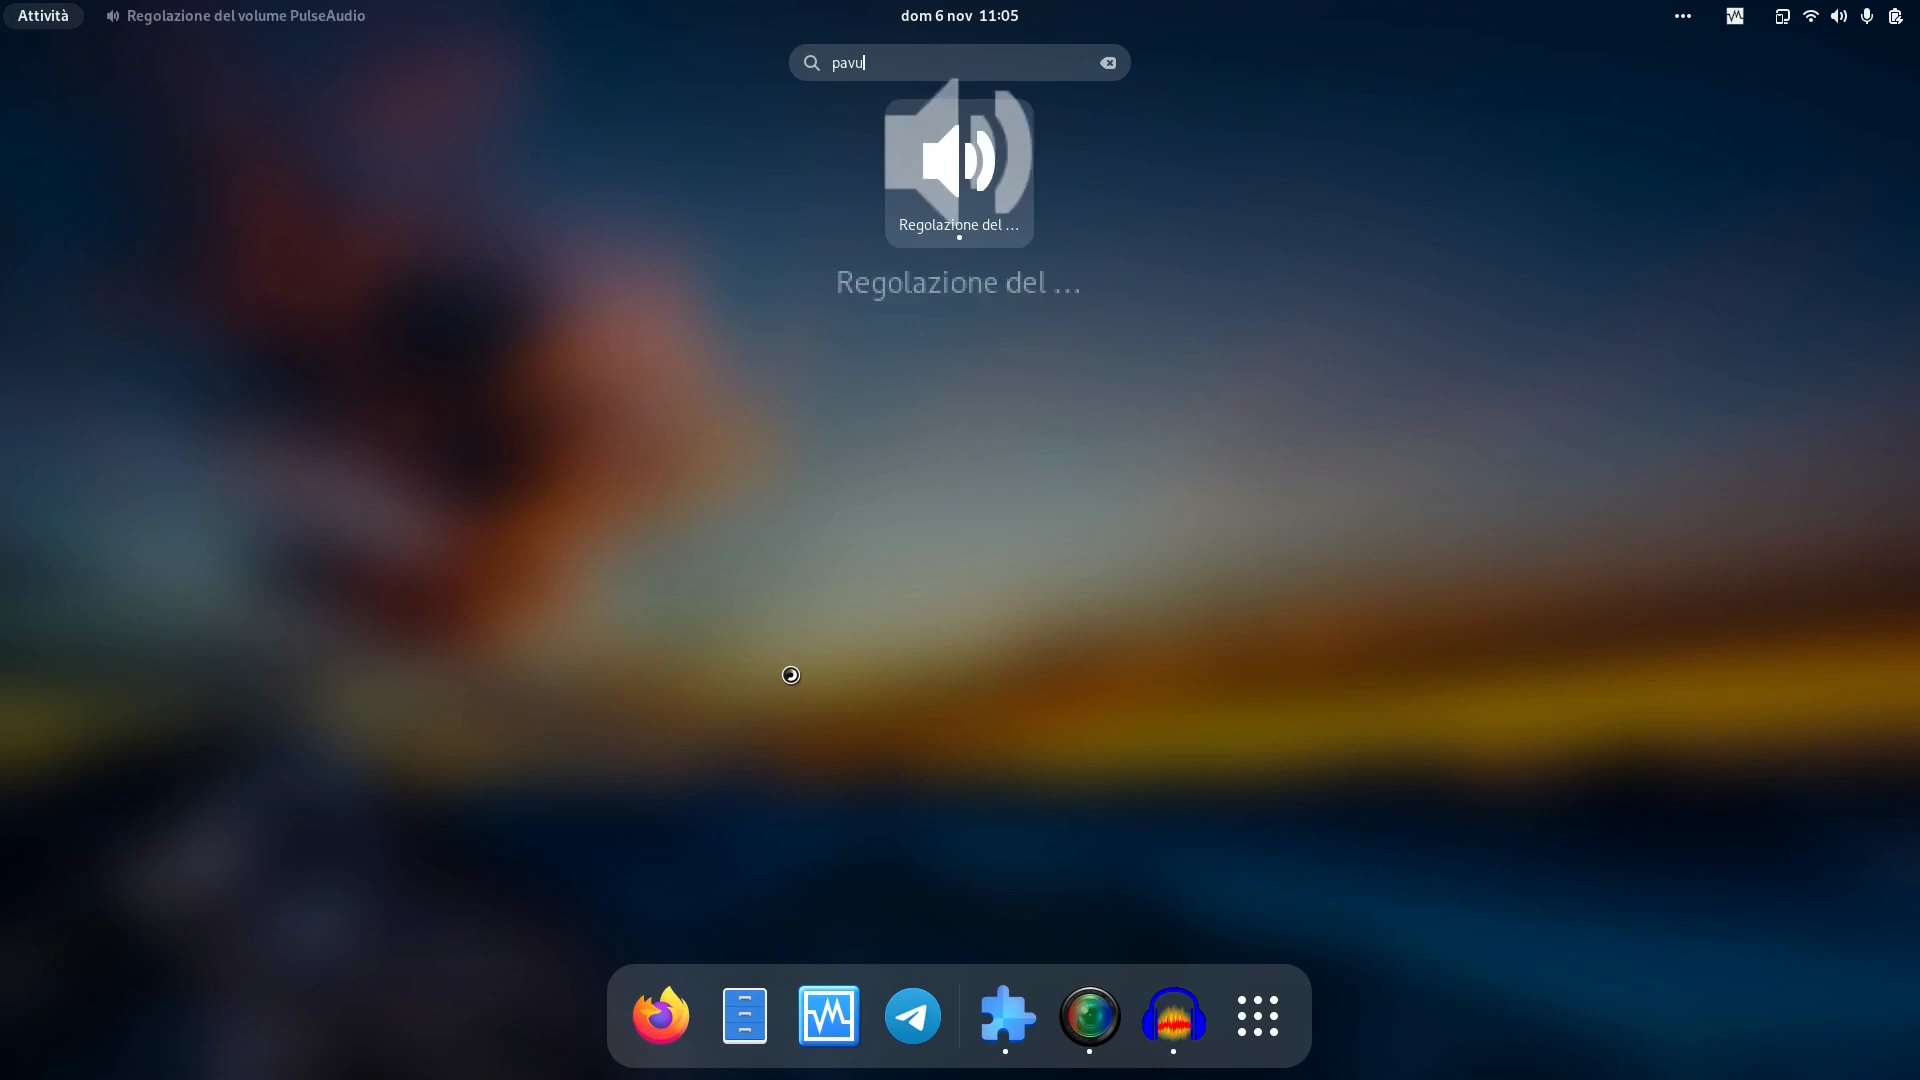 Attività
Regolazione del volume PulseAudio
dom 6 nov 11:05
pavu
Regolazione del ...
Regolazione del ...